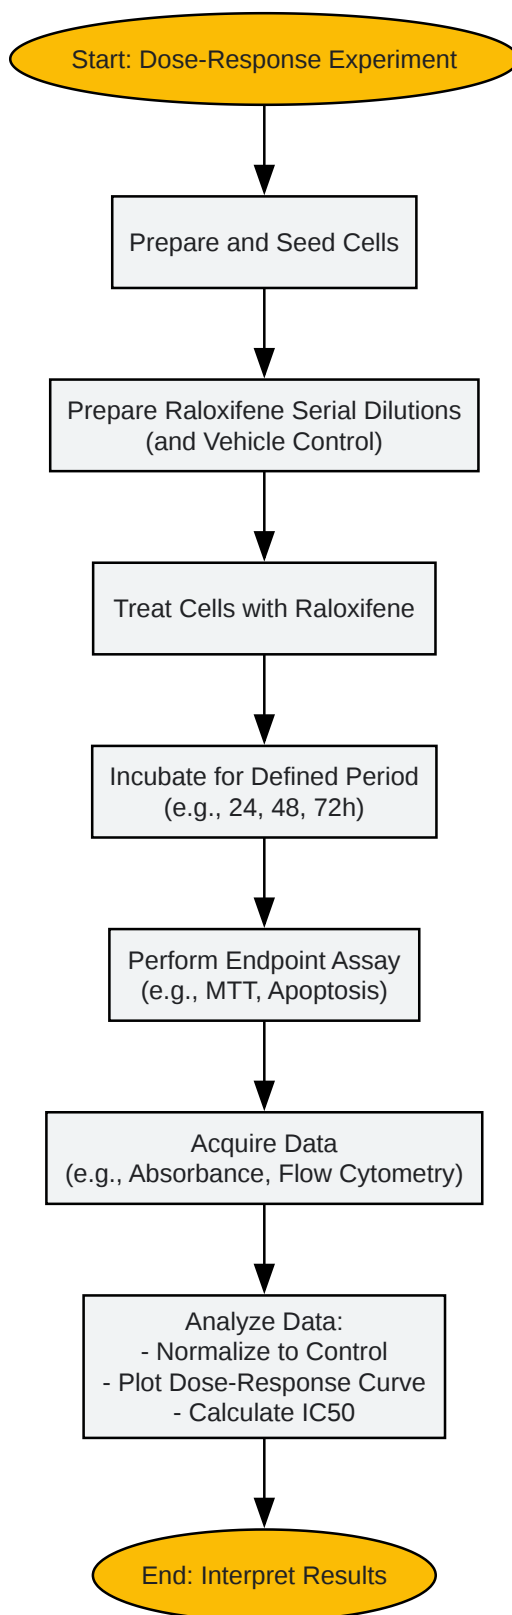 Start: Dose-Response Experiment
Prepare and Seed Cells
Prepare Raloxifene Serial Dilutions
(and Vehicle Control)
Treat Cells with Raloxifene
Incubate for Defined Period
(e.g., 24, 48, 72h)
Perform Endpoint Assay
(e.g., MTT, Apoptosis)
Acquire Data
(e.g., Absorbance, Flow Cytometry)
Analyze Data:
- Normalize to Control
- Plot Dose-Response Curve
- Calculate IC50
End: Interpret Results